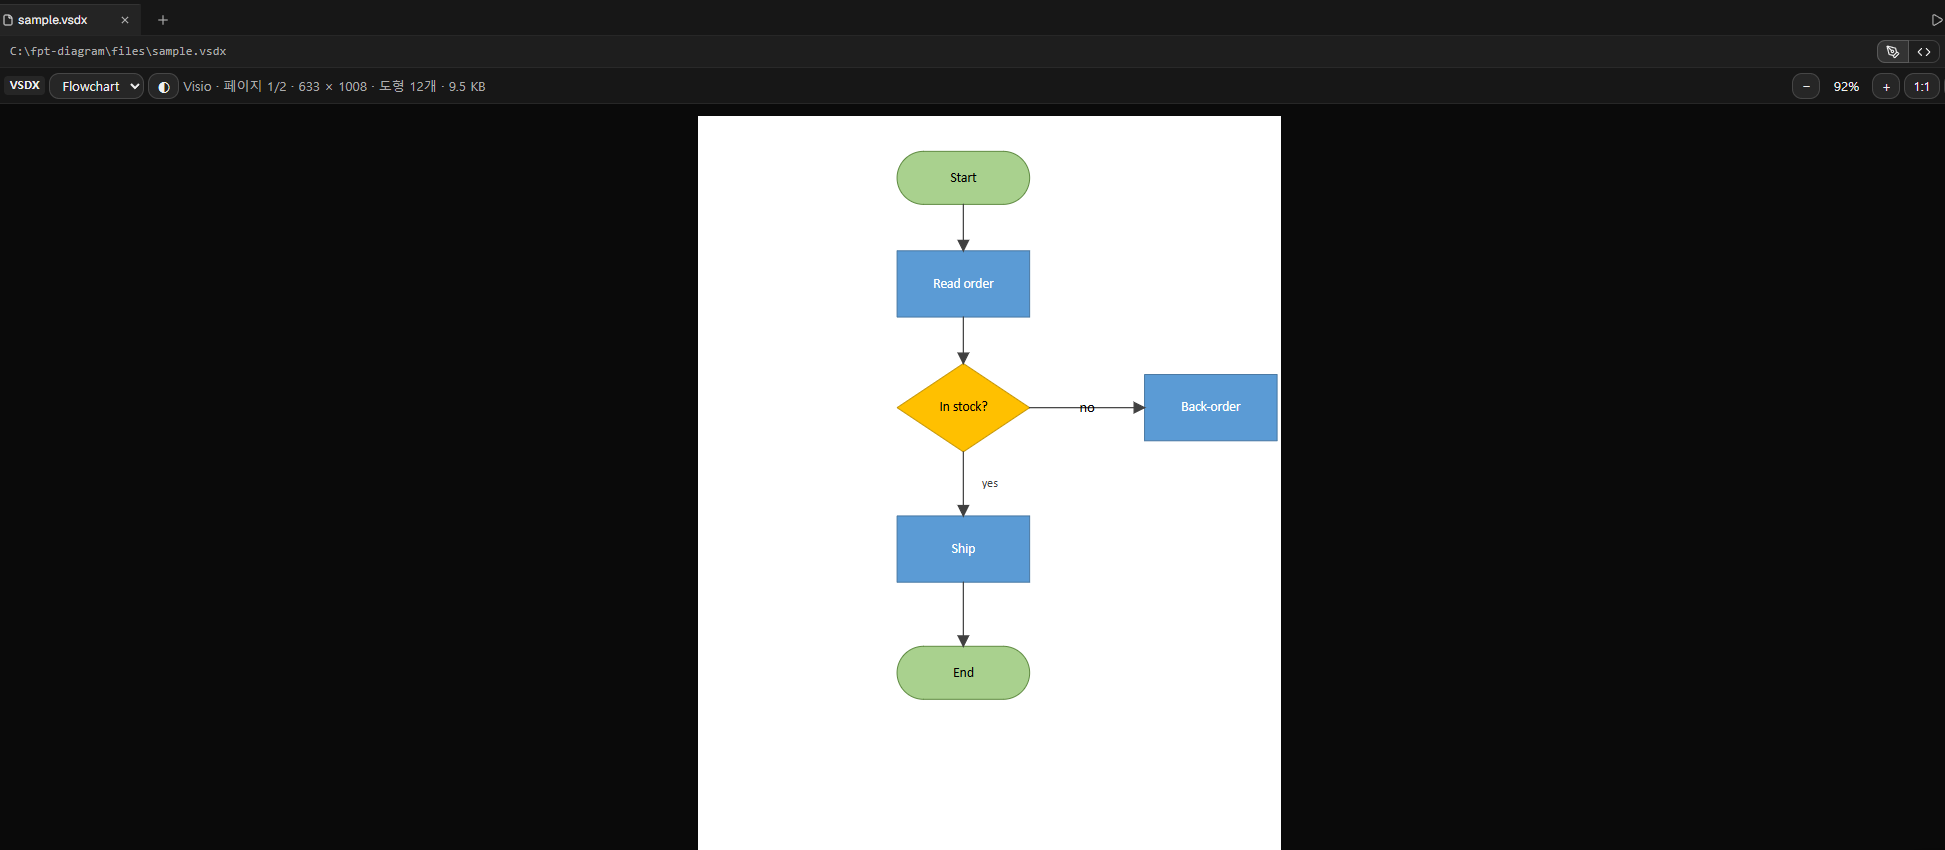 sample.vsdx
C:\fpt-diagram\files\sample.vsdx
VSDX Flowchart Visio · 페이지 1/2 · 633 × 1008 · 도형 12개 · 9.5 KB − 92% + 1:1
Start
Read order
In stock?
no
Back-order
yes
Ship
End